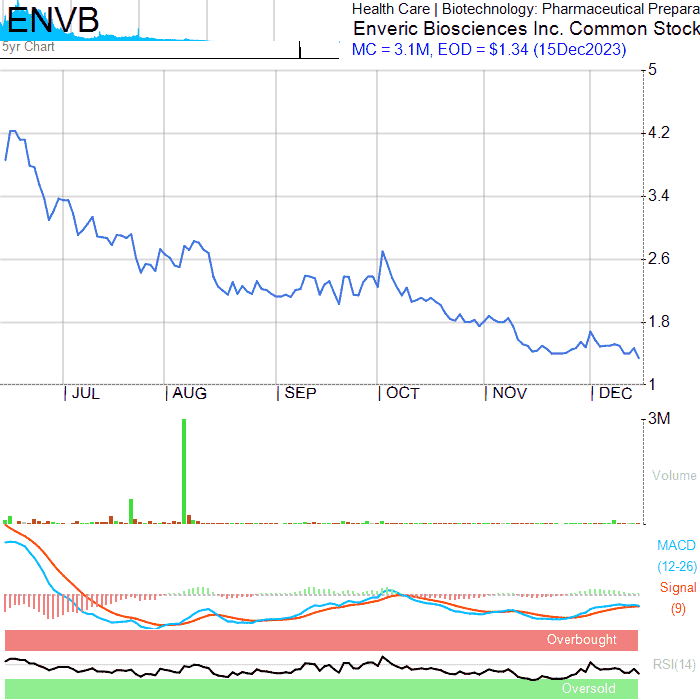 ENVB
Health Care | Biotechnology: Pharmaceutical Prepara
Enveric Biosciences Inc. Common Stock
5yr Chart
MC = 3.1M, EOD = $1.34 (15Dec2023)
5
4.2
3.4
2.6
1.8
1
JUL AUG SEP OCT NOV DEC
3M
Volume
MACD
(12-26)
Signal
(9)
Overbought
RSI(14)
Oversold